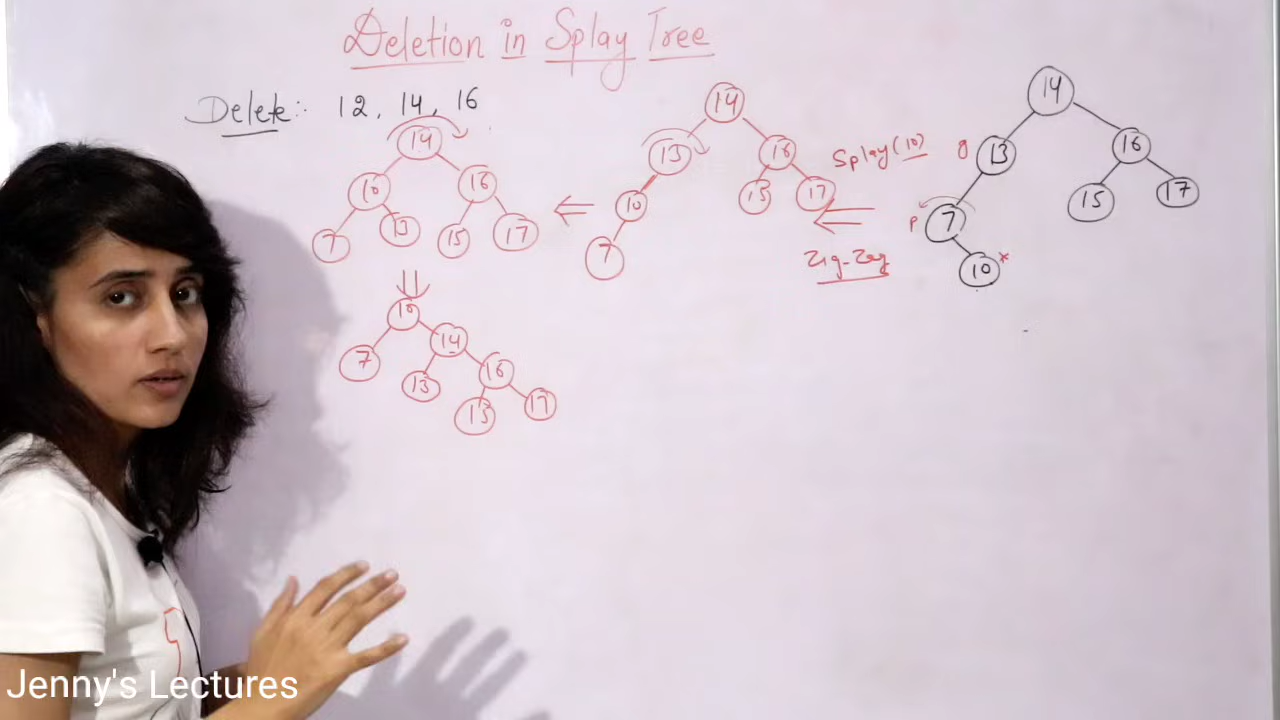 Deletion in Splay Tree
Delete:- 12, 14, 16
14
10 16
7 13 15 17
14
13 16
10 15 17
7
Splay(10)
Zig-Zag
14
g 13 16
p 7 15 17
10 x
10
7 14
13 16
15 17
Jenny's Lectures